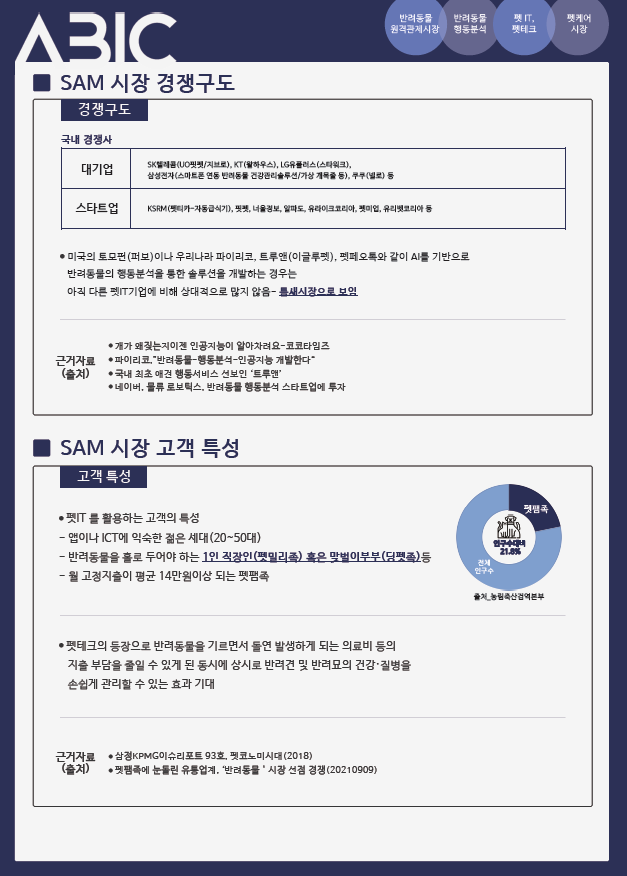 ABIC
반려동물
원격관제시장
반려동물
행동분석
펫 IT,
펫테크
펫케어
시장
SAM 시장 경쟁구도
경쟁구도
국내 경쟁사
대기업
SK텔레콤(UO펫펫/지브로), KT(왈하우스), LG유플러스(스타워크),
삼성전자(스마트폰 연동 반려동물 건강관리솔루션/가상 개목줄 등), 쿠쿠(넬로) 등
스타트업
KSRM(펫티카-자동급식기), 핏펫, 너울정보, 알파도, 유라이크코리아, 펫미업, 유리펫코리아 등
• 미국의 토모펀(퍼보)이나 우리나라 파이리코, 트루앤(이글루펫), 펫페오톡와 같이 AI를 기반으로
반려동물의 행동분석을 통한 솔루션을 개발하는 경우는
아직 다른 펫IT기업에 비해 상대적으로 많지 않음- 틈새시장으로 보임
근거자료
(출처)
• 개가 왜짖는지이젠 인공지능이 알아차려요-코코타임즈
• 파이리코,"반려동물-행동분석-인공지능 개발한다"
• 국내 최초 애견 행동서비스 선보인 '트루앤'
• 네이버, 물류 로보틱스, 반려동물 행동분석 스타트업에 투자
SAM 시장 고객 특성
고객 특성
• 펫IT 를 활용하는 고객의 특성
- 앱이나 ICT에 익숙한 젊은 세대(20~50대)
- 반려동물을 홀로 두어야 하는 1인 직장인(펫밀리족) 혹은 맞벌이부부(딩펫족)등
- 월 고정지출이 평균 14만원이상 되는 펫팸족
펫팸족
인구수대비
21.8%
전체
인구수
출처_농림축산검역본부
• 펫테크의 등장으로 반려동물을 기르면서 돌연 발생하게 되는 의료비 등의
지출 부담을 줄일 수 있게 된 동시에 상시로 반려견 및 반려묘의 건강·질병을
손쉽게 관리할 수 있는 효과 기대
근거자료
(출처)
• 삼정KPMG이슈리포트 93호, 펫코노미시대(2018)
• 펫팸족에 눈돌린 유통업계, '반려동물 ' 시장 선점 경쟁(20210909)